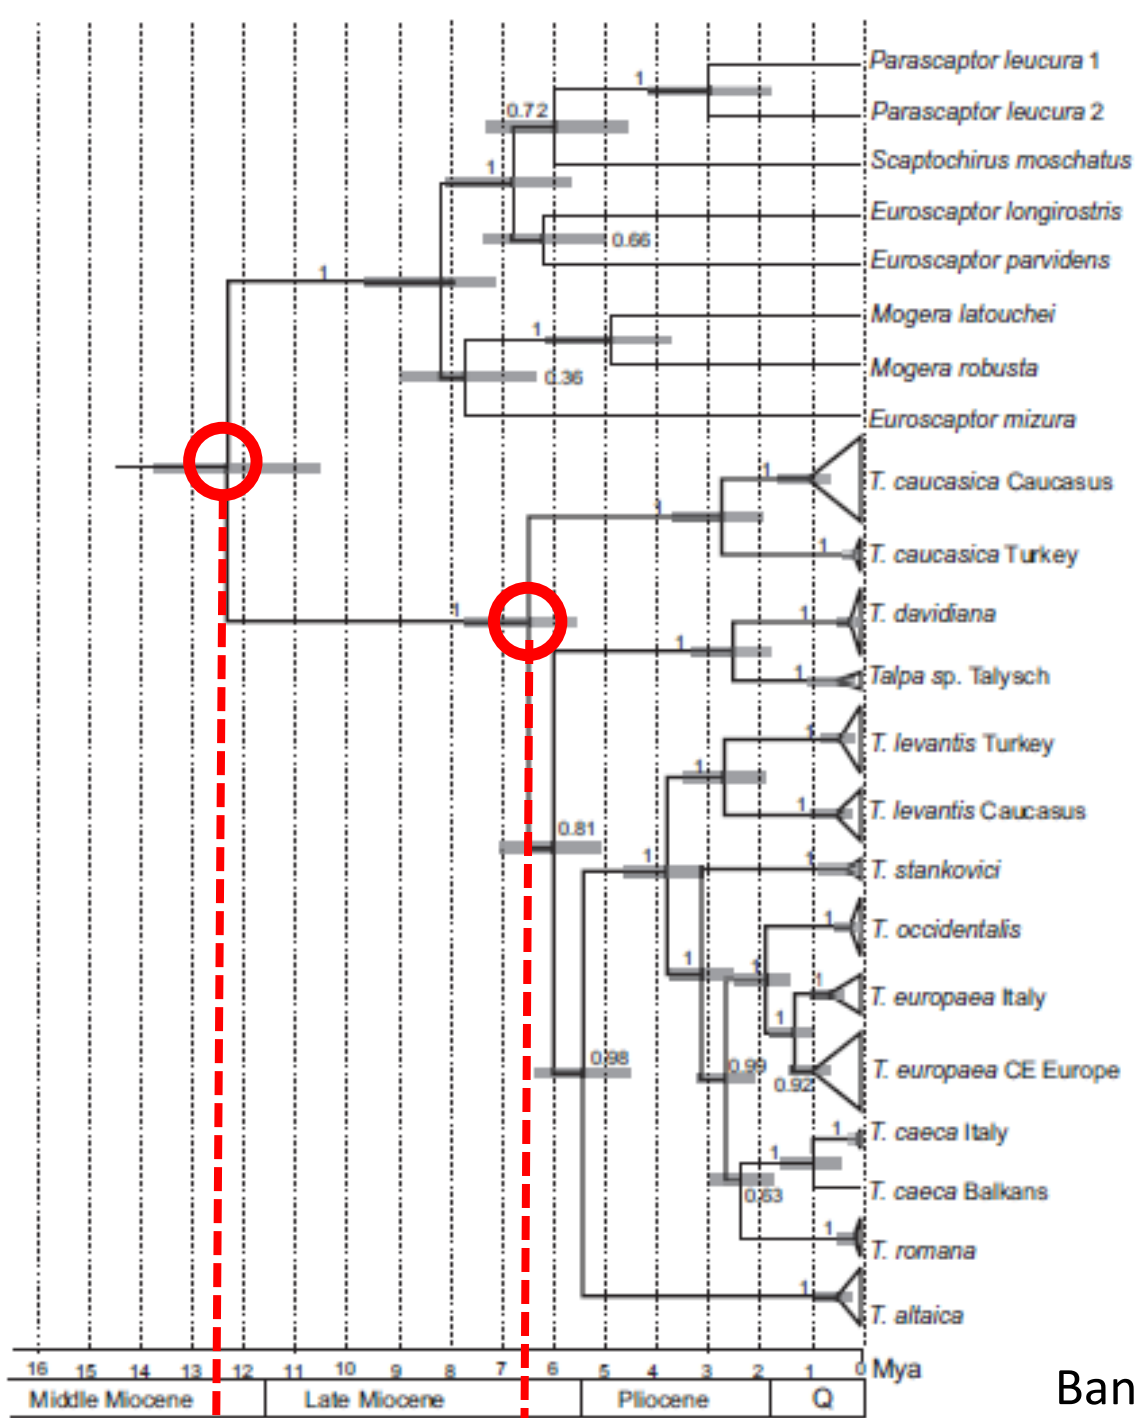 Parascaptor leucura 1
1
0.72
Parascaptor leucura 2
Scaptochirus moschatus
1
Euroscaptor longirostris
0.66
Euroscaptor parvidens
1
Mogera latouchei
1
Mogera robusta
0.36
Euroscaptor mizura
1
T. caucasica Caucasus
1
1
T. caucasica Turkey
1
1
T. davidiana
1
1
Talpa sp. Talysch
1
T. levantis Turkey
1
1
T. levantis Caucasus
0.81
1
1
T. stankovici
1
T. occidentalis
1
1
1
T. europaea Italy
1
0.98
0.99
0.92
T. europaea CE Europe
1
T. caeca Italy
1
0.63
T. caeca Balkans
1
T. romana
1
T. altaica
16 15 14 13 12 11 10 9 8 7 6 5 4 3 2 1 0 Mya
Middle Miocene Late Miocene Pliocene Q
Ban